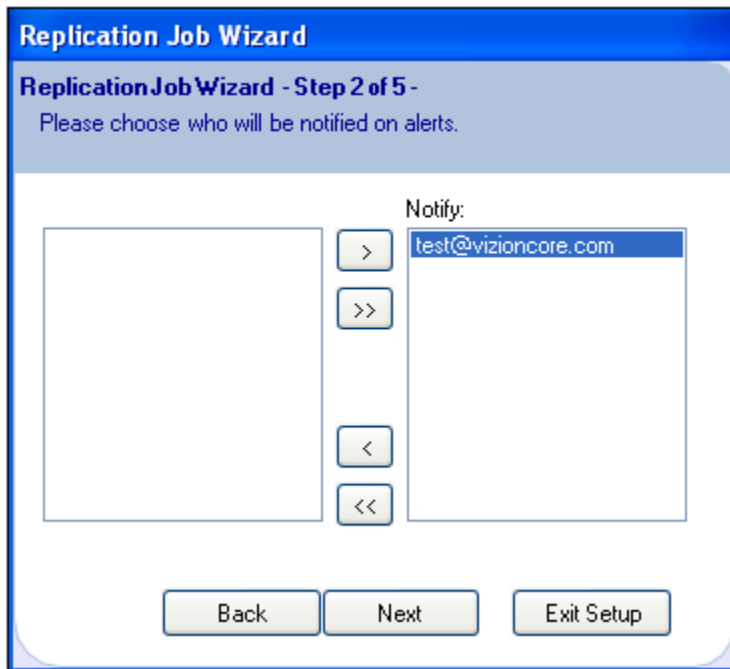 Replication Job Wizard
Replication Job Wizard - Step 2 of 5 -
Please choose who will be notified on alerts.
Notify:
test@vizioncore.com
>
>>
<
<<
Back
Next
Exit Setup